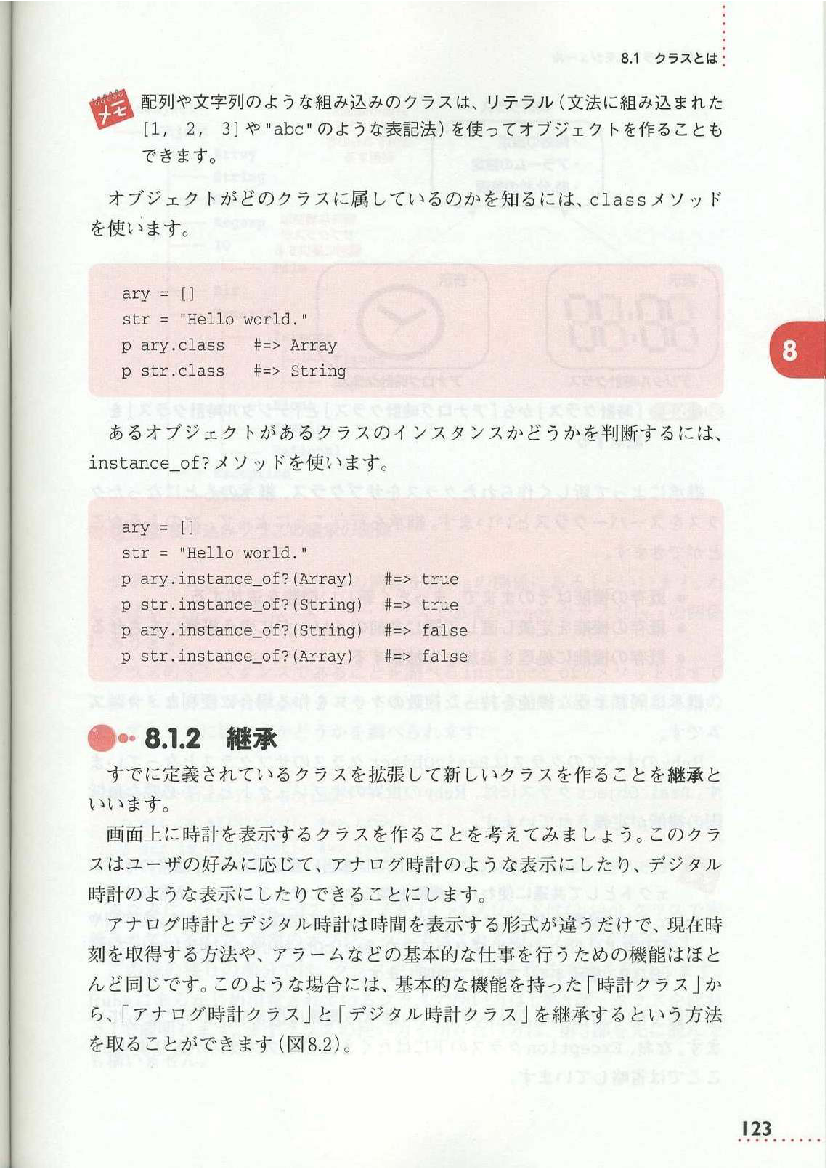 8.1 クラスとは
メモ
配列や文字列のような組み込みのクラスは、リテラル(文法に組み込まれた
[1, 2, 3]や"abc"のような表記法)を使ってオブジェクトを作ることも
できます。
オブジェクトがどのクラスに属しているのかを知るには、classメソッド
を使います。
ary = []
str = "Hello world."
p ary.class #=> Array
p str.class #=> String
8
あるオブジェクトがあるクラスのインスタンスかどうかを判断するには、
instance_of?メソッドを使います。
ary = []
str = "Hello world."
p ary.instance_of?(Array) #=> true
p str.instance_of?(String) #=> true
p ary.instance_of?(String) #=> false
p str.instance_of?(Array) #=> false
8.1.2 継承
すでに定義されているクラスを拡張して新しいクラスを作ることを継承と
いいます。
画面上に時計を表示するクラスを作ることを考えてみましょう。このクラ
スはユーザの好みに応じて、アナログ時計のような表示にしたり、デジタル
時計のような表示にしたりできることにします。
アナログ時計とデジタル時計は時間を表示する形式が違うだけで、現在時
刻を取得する方法や、アラームなどの基本的な仕事を行うための機能はほと
んど同じです。このような場合には、基本的な機能を持った「時計クラス」か
ら、「アナログ時計クラス」と「デジタル時計クラス」を継承するという方法
を取ることができます(図8.2)。
123